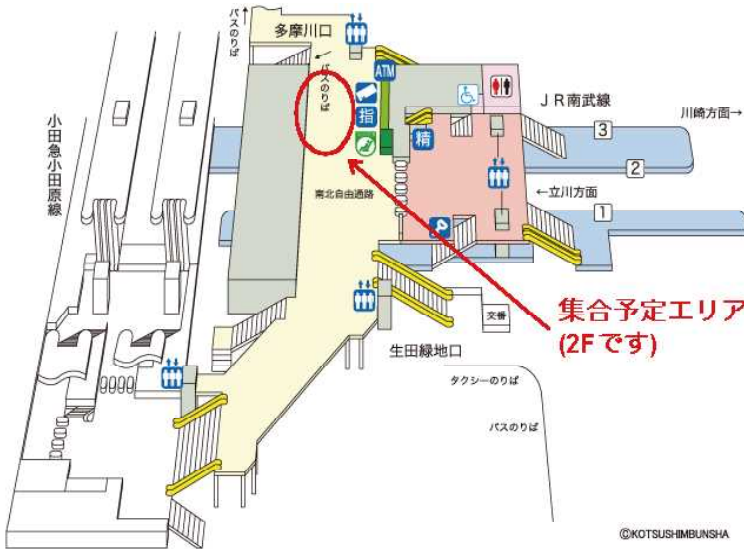 バスのりば
多摩川口
バスのりば
ATM
指
精
JR南武線
川崎方面→
3
2
←立川方面
1
小田急小田原線
南北自由通路
集合予定エリア
(2Fです)
交番
生田緑地口
タクシーのりば
バスのりば
©KOTSUSHIMBUNSHA